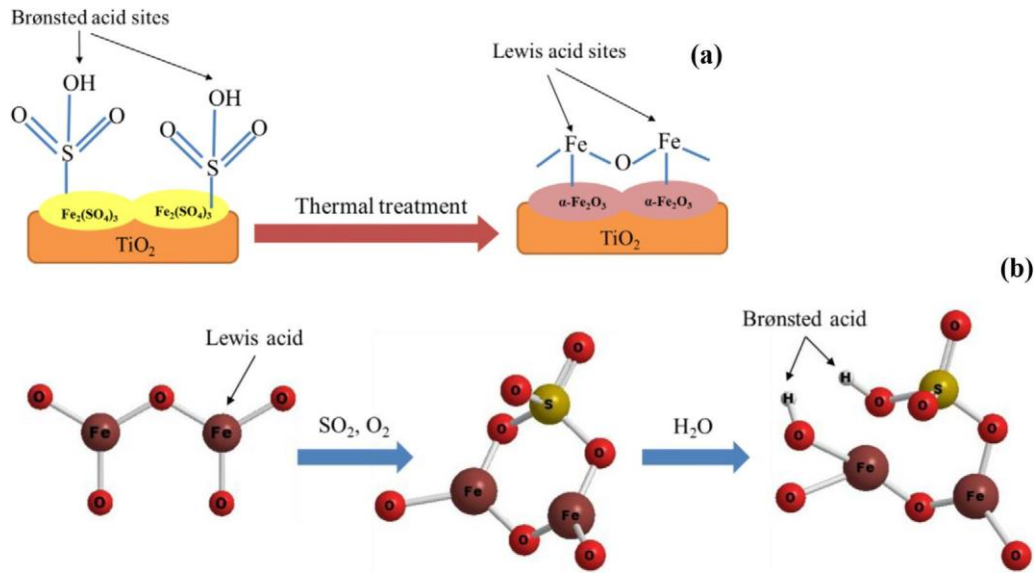 Brønsted acid sites
Lewis acid sites
(a)
OH
OH
O
O
O
O
S
S
Fe
O
Fe
Fe₂(SO₄)₃
Fe₂(SO₄)₃
α-Fe₂O₃
α-Fe₂O₃
Thermal treatment
TiO₂
TiO₂
(b)
Lewis acid
Brønsted acid
O
O
O
Fe
Fe
O
O
SO₂, O₂
O
O
S
O
O
Fe
O
Fe
O
O
H₂O
O
H
H
S
O
O
O
O
Fe
O
Fe
O
O